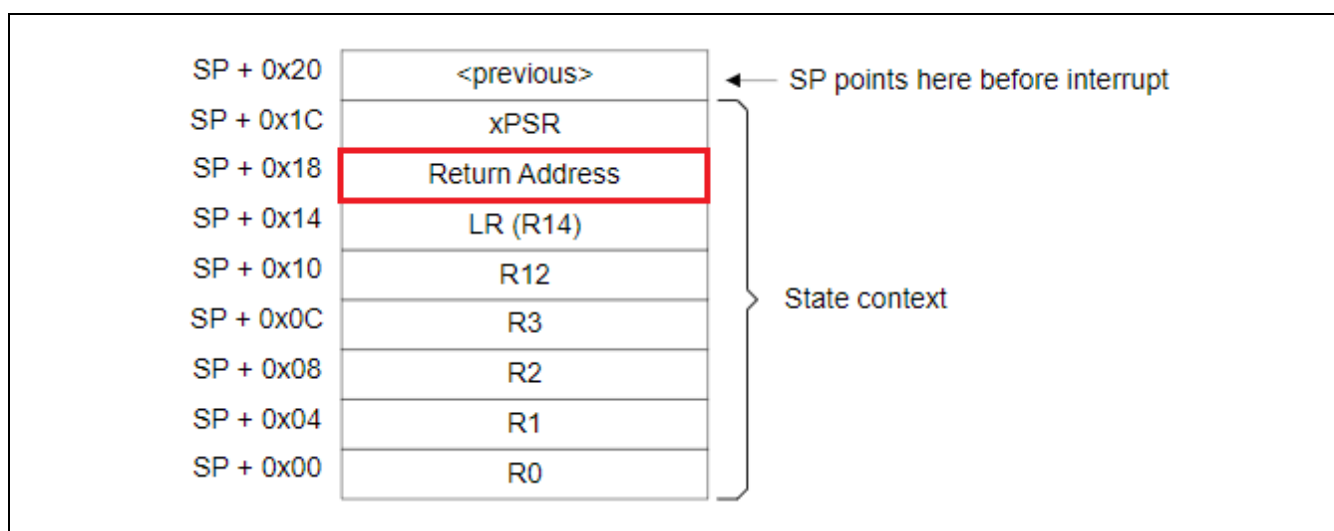 SP + 0x20 <previous> SP points here before interrupt
SP + 0x1C xPSR
SP + 0x18 Return Address
SP + 0x14 LR (R14)
SP + 0x10 R12
State context
SP + 0x0C R3
SP + 0x08 R2
SP + 0x04 R1
SP + 0x00 R0